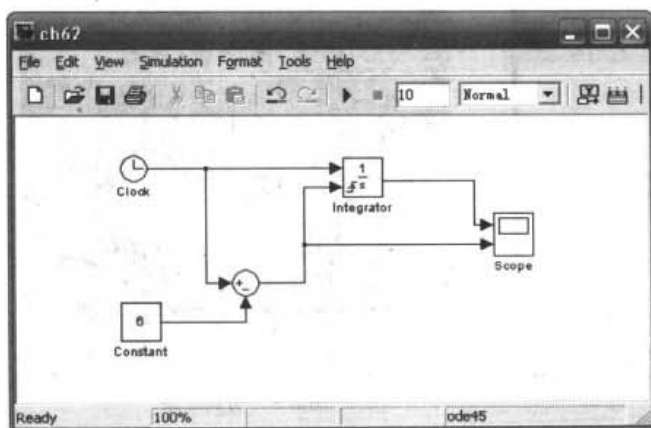 ch62
File Edit View Simulation Format Tools Help
10 Normal
Clock
1
s
Integrator
Scope
+
-
6
Constant
Ready 100% ode45